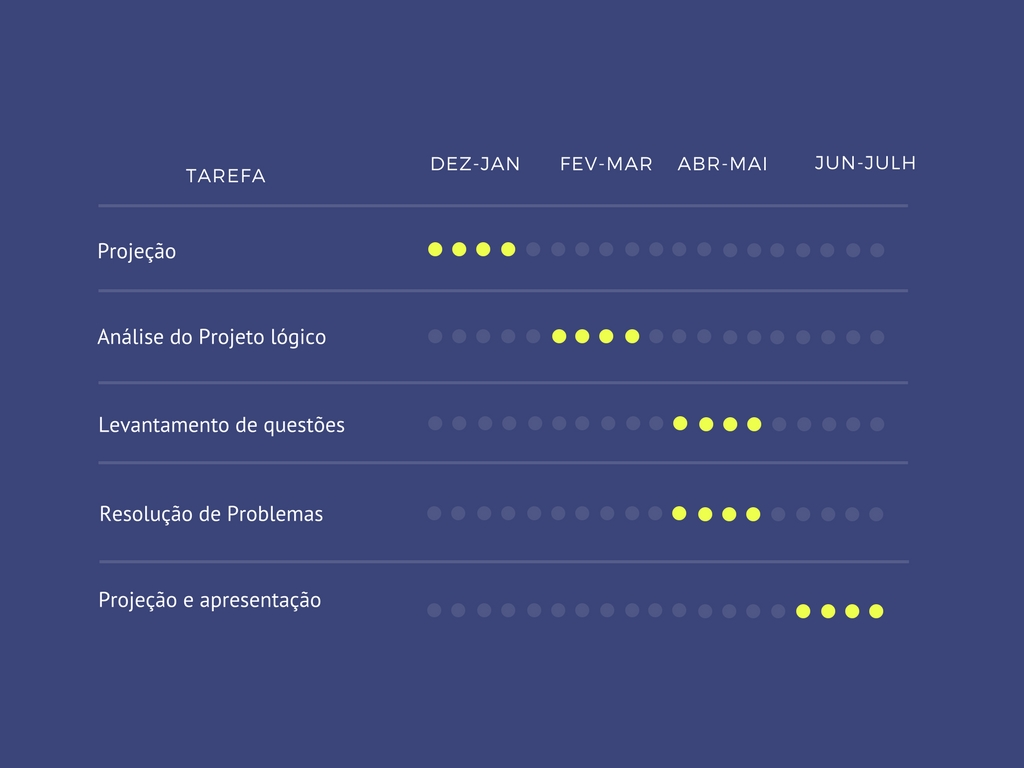 TAREFA
DEZ-JAN
FEV-MAR
ABR-MAI
JUN-JULH
Projeção
Análise do Projeto lógico
Levantamento de questões
Resolução de Problemas
Projeção e apresentação